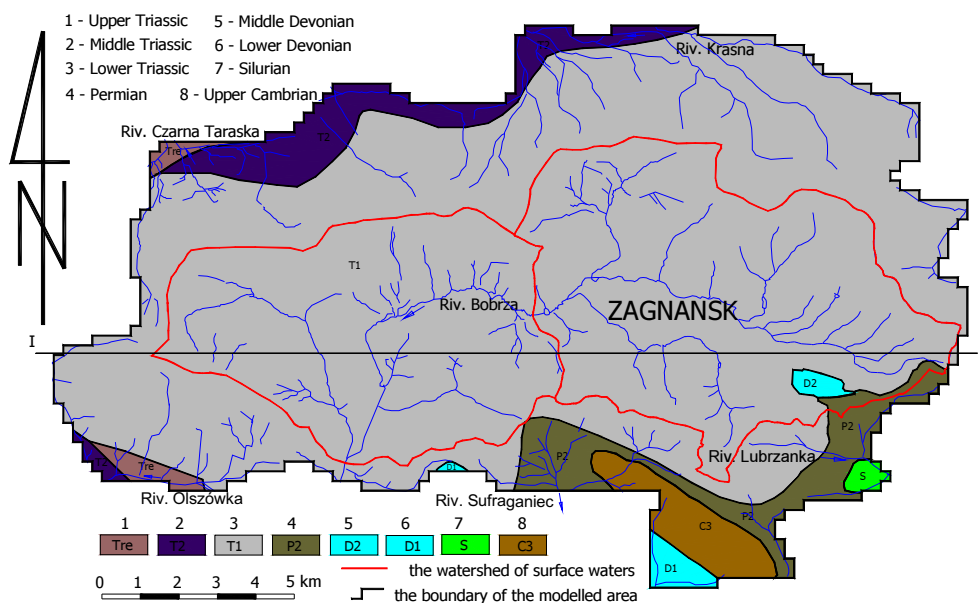 1 - Upper Triassic 5 - Middle Devonian
2 - Middle Triassic 6 - Lower Devonian
3 - Lower Triassic 7 - Silurian
4 - Permian 8 - Upper Cambrian
T2
Riv. Krasna
Riv. Czarna Taraska
Tre
T2
N
T1
Riv. Bobrza
ZAGNANSK
I
D2
P2
T2
Tre
D1
P2
Riv. Lubrzanka
S
Riv. Olszówka
Riv. Sufraganiec
P2
C3
D1
1 2 3 4 5 6 7 8
Tre T2 T1 P2 D2 D1 S C3
the watershed of surface waters
0 1 2 3 4 5 km
the boundary of the modelled area